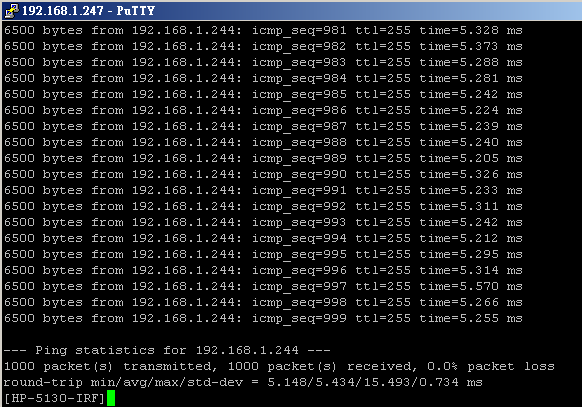 192.168.1.247 - PuTTY
6500 bytes from 192.168.1.244: icmp_seq=981 ttl=255 time=5.328 ms
6500 bytes from 192.168.1.244: icmp_seq=982 ttl=255 time=5.373 ms
6500 bytes from 192.168.1.244: icmp_seq=983 ttl=255 time=5.288 ms
6500 bytes from 192.168.1.244: icmp_seq=984 ttl=255 time=5.281 ms
6500 bytes from 192.168.1.244: icmp_seq=985 ttl=255 time=5.242 ms
6500 bytes from 192.168.1.244: icmp_seq=986 ttl=255 time=5.224 ms
6500 bytes from 192.168.1.244: icmp_seq=987 ttl=255 time=5.239 ms
6500 bytes from 192.168.1.244: icmp_seq=988 ttl=255 time=5.240 ms
6500 bytes from 192.168.1.244: icmp_seq=989 ttl=255 time=5.205 ms
6500 bytes from 192.168.1.244: icmp_seq=990 ttl=255 time=5.326 ms
6500 bytes from 192.168.1.244: icmp_seq=991 ttl=255 time=5.233 ms
6500 bytes from 192.168.1.244: icmp_seq=992 ttl=255 time=5.311 ms
6500 bytes from 192.168.1.244: icmp_seq=993 ttl=255 time=5.242 ms
6500 bytes from 192.168.1.244: icmp_seq=994 ttl=255 time=5.212 ms
6500 bytes from 192.168.1.244: icmp_seq=995 ttl=255 time=5.295 ms
6500 bytes from 192.168.1.244: icmp_seq=996 ttl=255 time=5.314 ms
6500 bytes from 192.168.1.244: icmp_seq=997 ttl=255 time=5.570 ms
6500 bytes from 192.168.1.244: icmp_seq=998 ttl=255 time=5.266 ms
6500 bytes from 192.168.1.244: icmp_seq=999 ttl=255 time=5.255 ms
--- Ping statistics for 192.168.1.244 ---
1000 packet(s) transmitted, 1000 packet(s) received, 0.0% packet loss
round-trip min/avg/max/std-dev = 5.148/5.434/15.493/0.734 ms
[HP-5130-IRF]